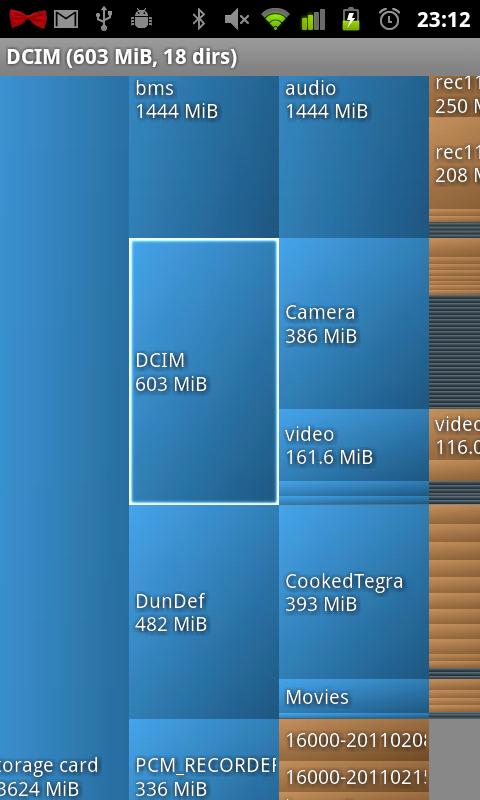 23:12
DCIM (603 MiB, 18 dirs)
bms
1444 MiB
audio
1444 MiB
rec11
250 M
rec11
208 M
DCIM
603 MiB
Camera
386 MiB
video
161.6 MiB
video
116.0
DunDef
482 MiB
CookedTegra
393 MiB
Movies
torage card
3624 MiB
PCM_RECORDER
336 MiB
16000-2011020
16000-2011021